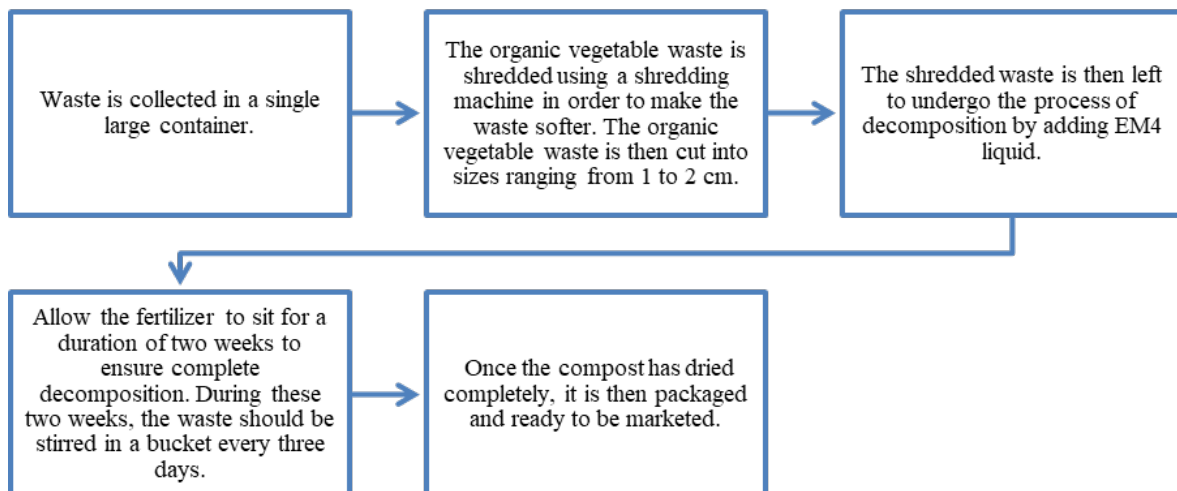 Waste is collected in a single
large container.
The organic vegetable waste is
shredded using a shredding
machine in order to make the
waste softer. The organic
vegetable waste is then cut into
sizes ranging from 1 to 2 cm.
The shredded waste is then left
to undergo the process of
decomposition by adding EM4
liquid.
Allow the fertilizer to sit for a
duration of two weeks to
ensure complete
decomposition. During these
two weeks, the waste should be
stirred in a bucket every three
days.
Once the compost has dried
completely, it is then packaged
and ready to be marketed.